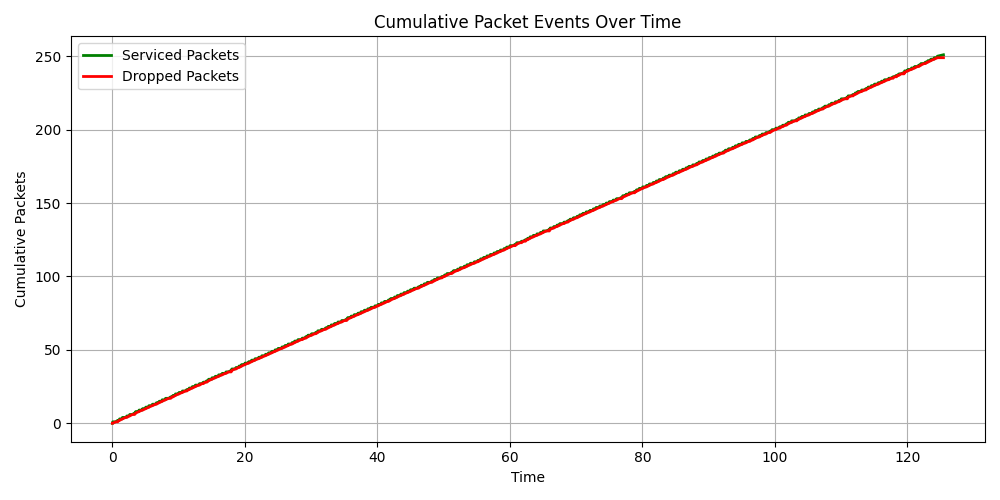 Cumulative Packet Events Over Time
Serviced Packets
Dropped Packets
250
200
150
100
50
0
Cumulative Packets
0 20 40 60 80 100 120
Time